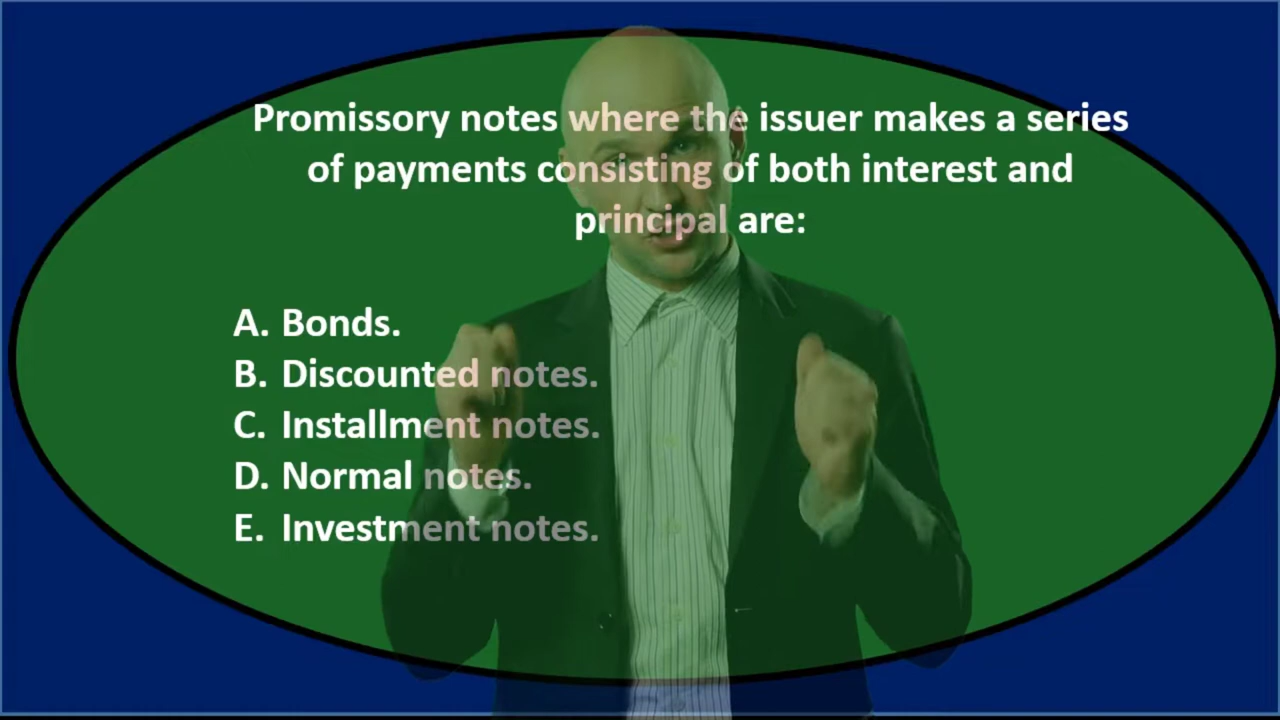 Promissory notes where the issuer makes a series
of payments consisting of both interest and
principal are:
A. Bonds.
B. Discounted notes.
C. Installment notes.
D. Normal notes.
E. Investment notes.